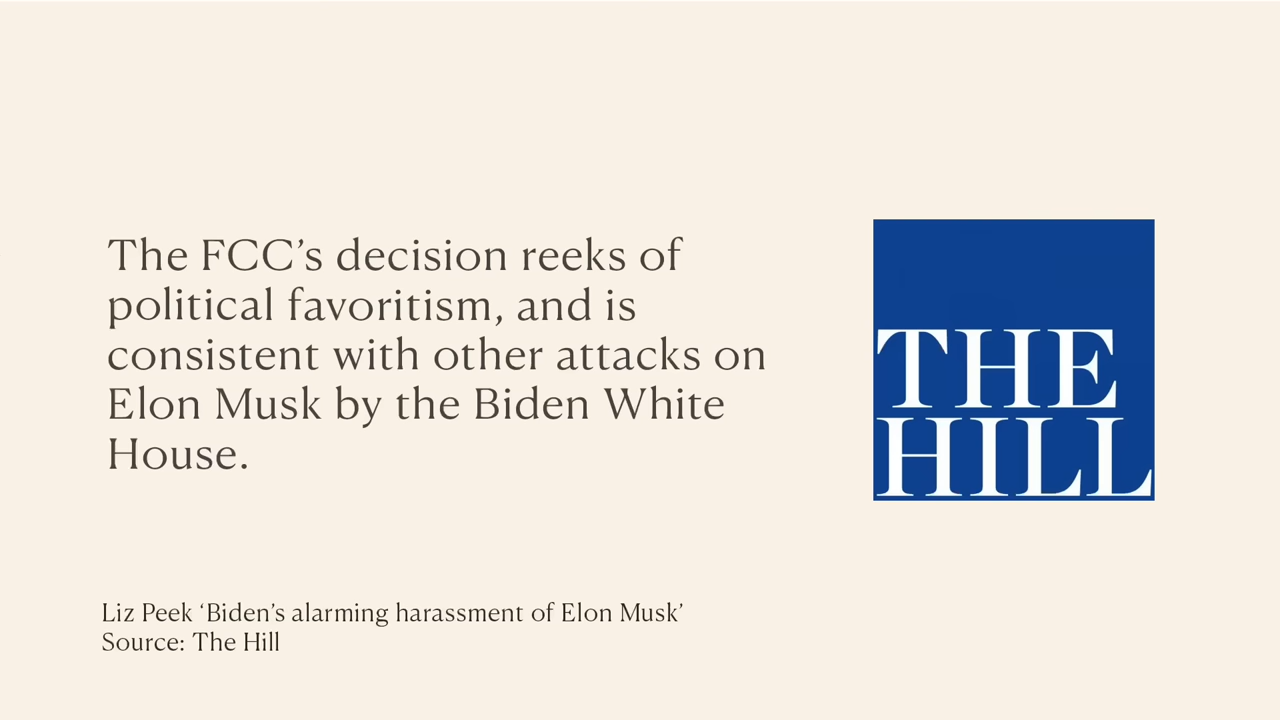 The FCC’s decision reeks of
political favoritism, and is
consistent with other attacks on
Elon Musk by the Biden White
House.
THE
HILL
Liz Peek ‘Biden’s alarming harassment of Elon Musk’
Source: The Hill